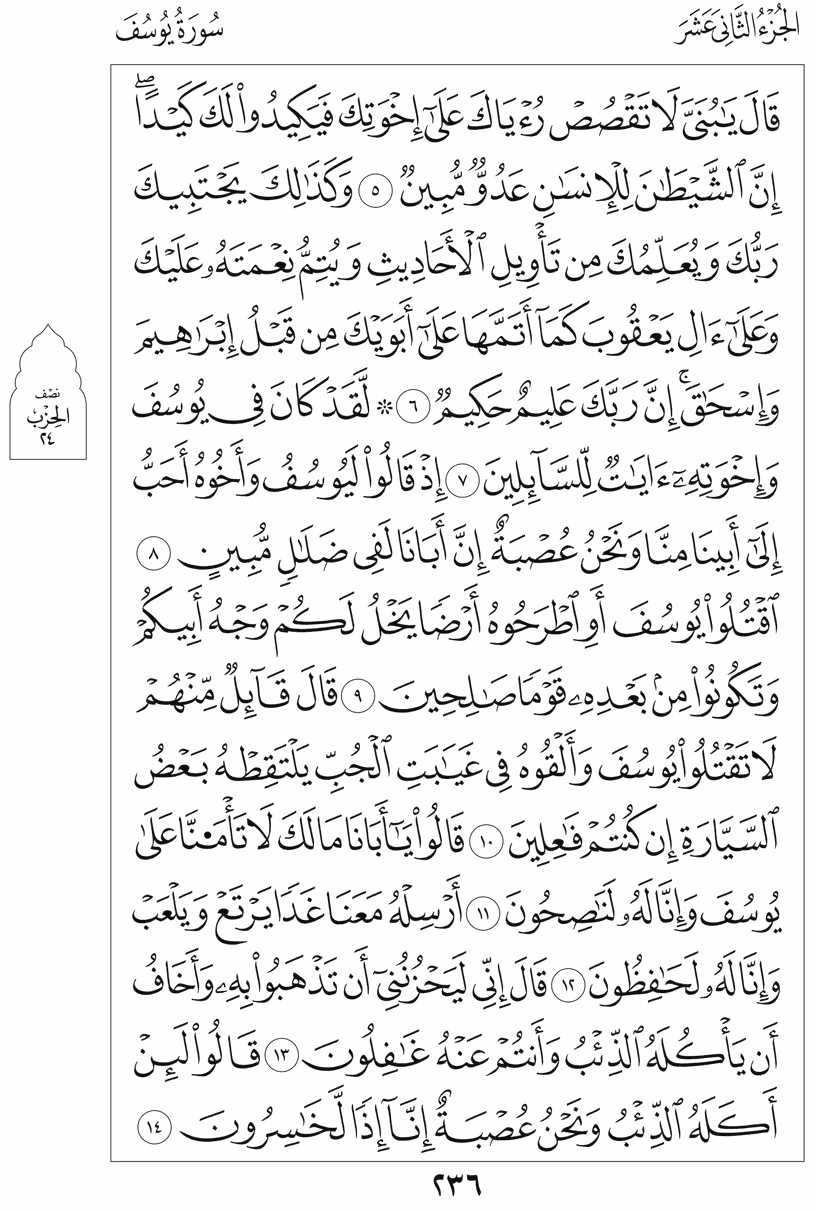 الجُزْءُ الثَّانِي عَشَرَ
سُورَةُ يُوسُفَ
قَالَ يَٰبُنَيَّ لَا تَقۡصُصۡ رُءۡيَاكَ عَلَىٰٓ إِخۡوَتِكَ فَيَكِيدُواْ لَكَ كَيۡدًاۖ
إِنَّ ٱلشَّيۡطَٰنَ لِلۡإِنسَٰنِ عَدُوّٞ مُّبِينٞ ٥ وَكَذَٰلِكَ يَجۡتَبِيكَ
رَبُّكَ وَيُعَلِّمُكَ مِن تَأۡوِيلِ ٱلۡأَحَادِيثِ وَيُتِمُّ نِعۡمَتَهُۥ عَلَيۡكَ
وَعَلَىٰٓ ءَالِ يَعۡقُوبَ كَمَآ أَتَمَّهَا عَلَىٰٓ أَبَوَيۡكَ مِن قَبۡلُ إِبۡرَٰهِيمَ
وَإِسۡحَٰقَۚ إِنَّ رَبَّكَ عَلِيمٌ حَكِيمٞ ٦ * لَّقَدۡ كَانَ فِي يُوسُفَ
وَإِخۡوَتِهِۦٓ ءَايَٰتٞ لِّلسَّآئِلِينَ ٧ إِذۡ قَالُواْ لَيُوسُفُ وَأَخُوهُ أَحَبُّ
إِلَىٰٓ أَبِينَا مِنَّا وَنَحۡنُ عُصۡبَةٌ إِنَّ أَبَانَا لَفِي ضَلَٰلٖ مُّبِينٍ ٨
ٱقۡتُلُواْ يُوسُفَ أَوِ ٱطۡرَحُوهُ أَرۡضٗا يَخۡلُ لَكُمۡ وَجۡهُ أَبِيكُمۡ
وَتَكُونُواْ مِنۢ بَعۡدِهِۦ قَوۡمٗا صَٰلِحِينَ ٩ قَالَ قَآئِلٞ مِّنۡهُمۡ
لَا تَقۡتُلُواْ يُوسُفَ وَأَلۡقُوهُ فِي غَيَٰبَتِ ٱلۡجُبِّ يَلۡتَقِطۡهُ بَعۡضُ
ٱلسَّيَّارَةِ إِن كُنتُمۡ فَٰعِلِينَ ١٠ قَالُواْ يَٰٓأَبَانَا مَالَكَ لَا تَأۡمَ۬نَّا عَلَىٰ
يُوسُفَ وَإِنَّا لَهُۥ لَنَٰصِحُونَ ١١ أَرۡسِلۡهُ مَعَنَا غَدٗا يَرۡتَعۡ وَيَلۡعَبۡ
وَإِنَّا لَهُۥ لَحَٰفِظُونَ ١٢ قَالَ إِنِّي لَيَحۡزُنُنِيٓ أَن تَذۡهَبُواْ بِهِۦ وَأَخَافُ
أَن يَأۡكُلَهُ ٱلذِّئۡبُ وَأَنتُمۡ عَنۡهُ غَٰفِلُونَ ١٣ قَالُواْ لَئِنۡ
أَكَلَهُ ٱلذِّئۡبُ وَنَحۡنُ عُصۡبَةٌ إِنَّآ إِذٗا لَّخَٰسِرُونَ ١٤
نصۡف
الحِزۡب
٢٤
٢٣٦